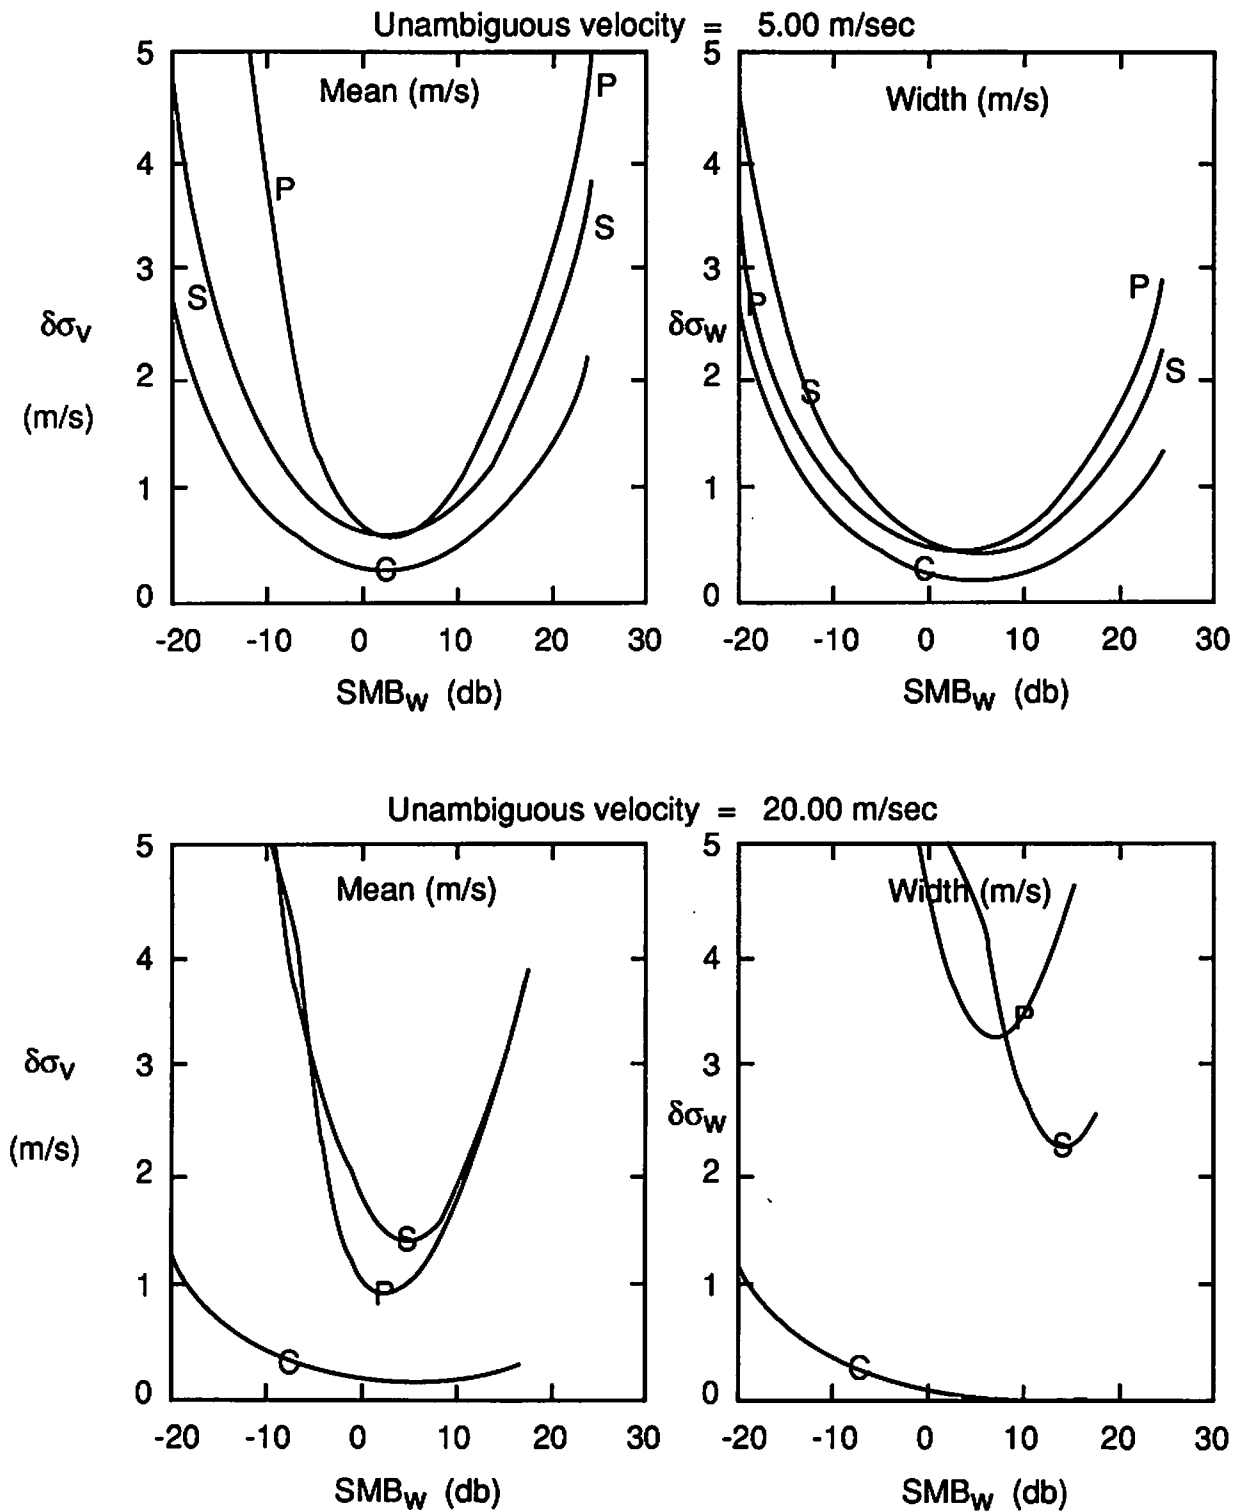 Unambiguous velocity = 5.00 m/sec
Mean (m/s)
5
4
3
2
1
0
δσv
(m/s)
P
P
S
S
C
-20 -10 0 10 20 30
SMBW (db)
Width (m/s)
5
4
3
2
1
0
δσW
P
P
S
S
C
-20 -10 0 10 20 30
SMBW (db)
Unambiguous velocity = 20.00 m/sec
Mean (m/s)
5
4
3
2
1
0
δσv
(m/s)
S
P
C
-20 -10 0 10 20 30
SMBW (db)
Width (m/s)
5
4
3
2
1
0
δσW
P
S
C
-20 -10 0 10 20 30
SMBW (db)